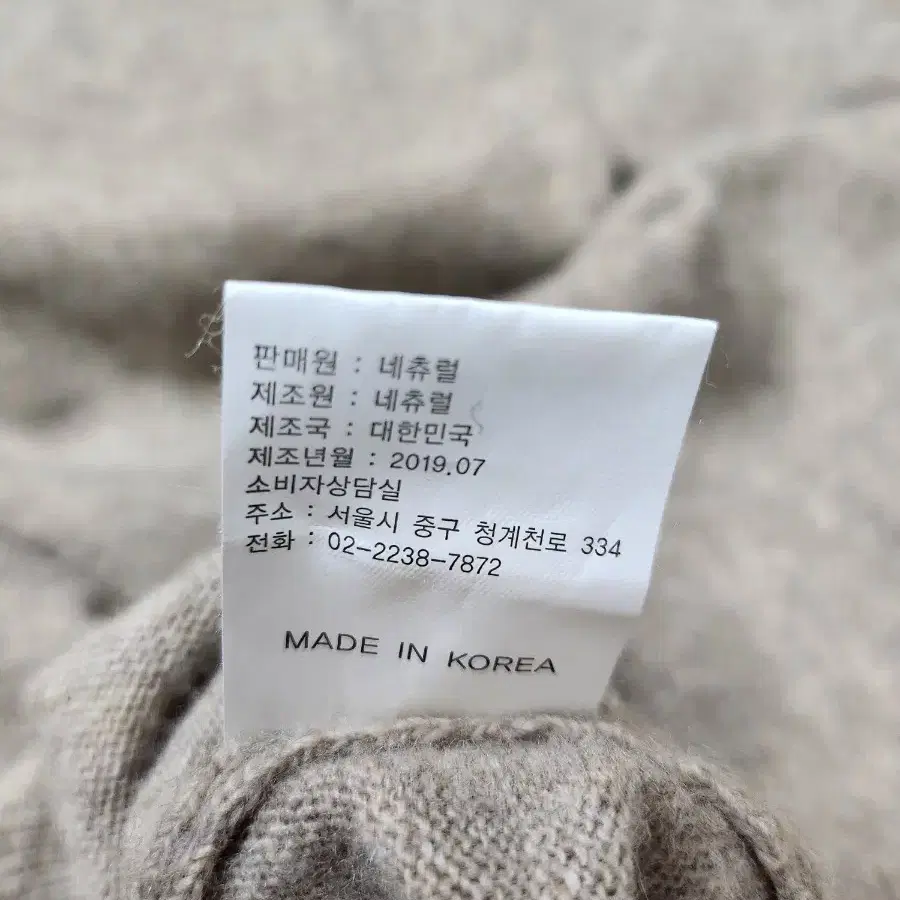 판매원 : 네츄럴
제조원 : 네츄럴
제조국 : 대한민국
제조년월 : 2019.07
소비자상담실
주소 : 서울시 중구 청계천로 334
전화 : 02-2238-7872
MADE IN KOREA